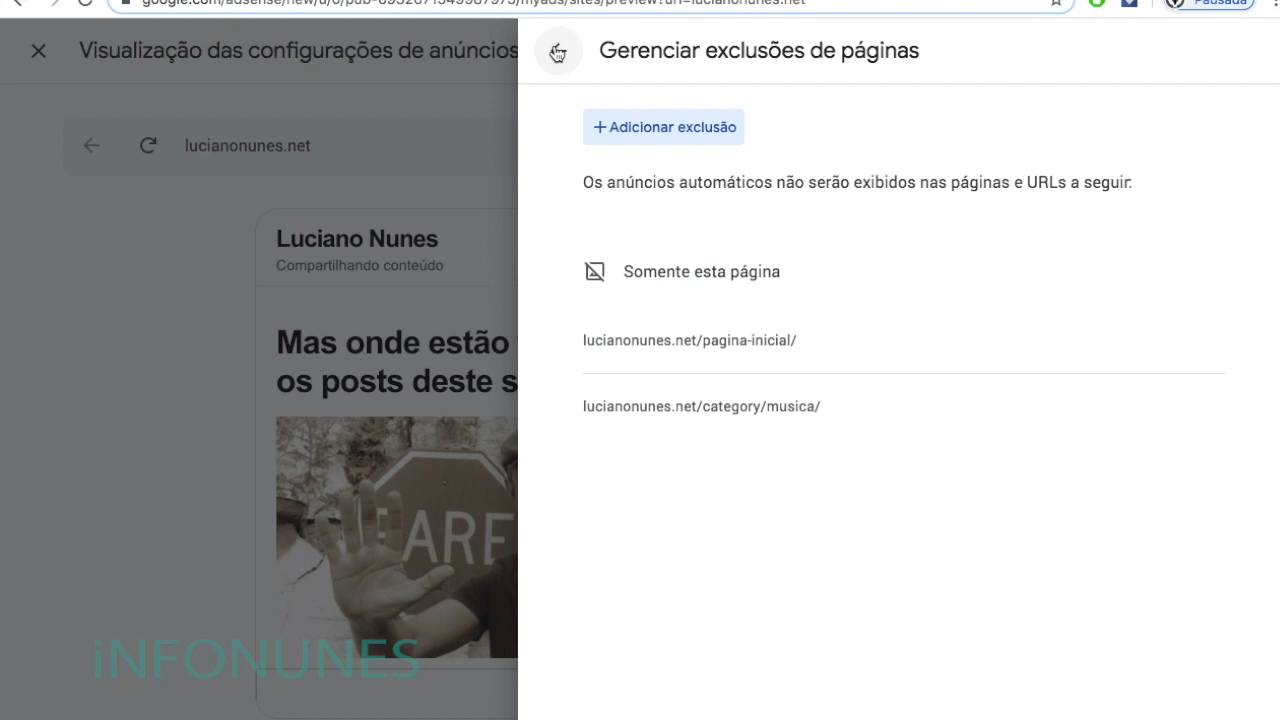 Pausada
Visualização das configurações de anúncios
Gerenciar exclusões de páginas
lucianonunes.net
+Adicionar exclusão
Os anúncios automáticos não serão exibidos nas páginas e URLs a seguir:
Luciano Nunes
Compartilhando conteúdo
Somente esta página
Mas onde estão
os posts deste s
lucianonunes.net/pagina-inicial/
lucianonunes.net/category/musica/
ARE
iNFONUNES